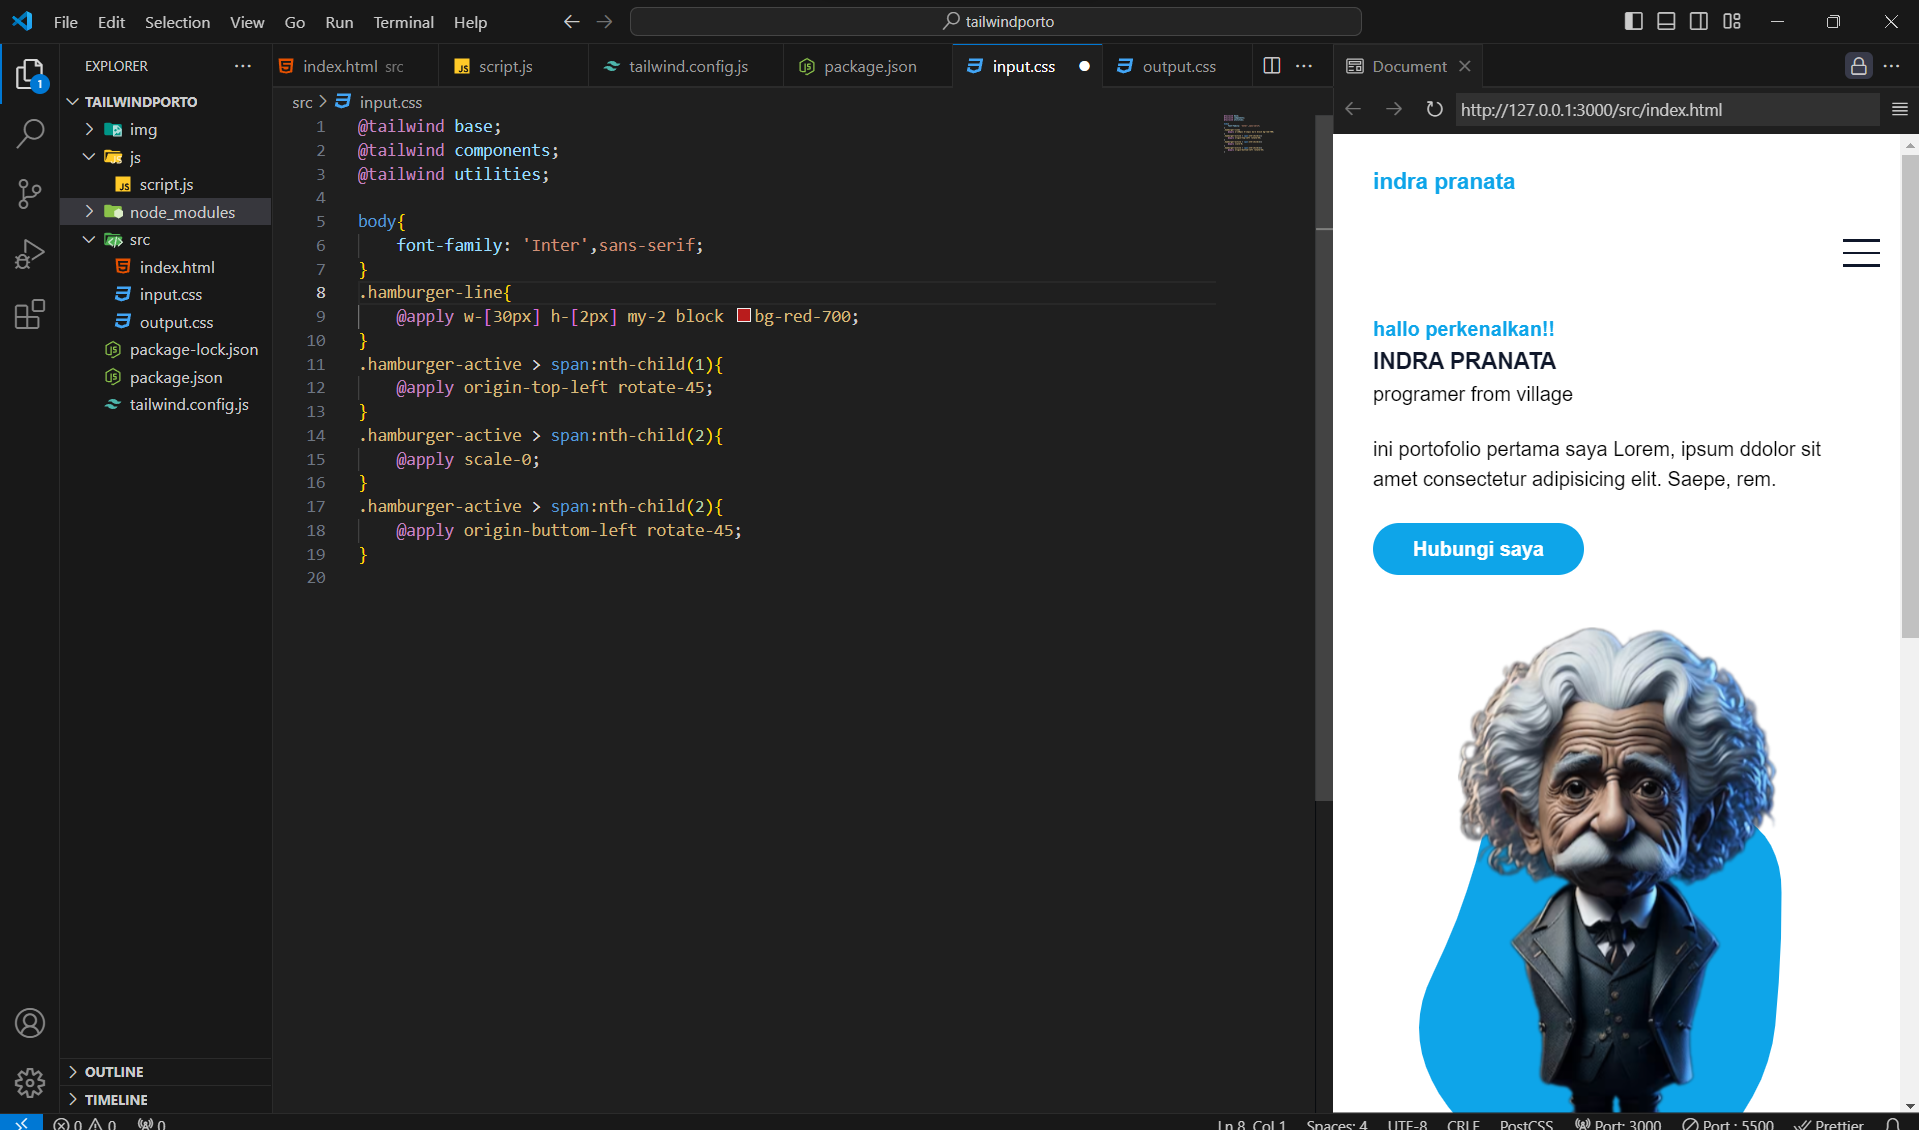 File Edit Selection View Go Run Terminal Help
tailwindporto
EXPLORER
1
TAILWINDPORTO
img
js
script.js
node_modules
src
index.html
input.css
output.css
package-lock.json
package.json
tailwind.config.js
OUTLINE
TIMELINE
index.html src script.js tailwind.config.js package.json input.css output.css
src > input.css
1 @tailwind base;
2 @tailwind components;
3 @tailwind utilities;
4
5 body{
6 font-family: 'Inter',sans-serif;
7 }
8 .hamburger-line{
9 @apply w-[30px] h-[2px] my-2 block bg-red-700;
10 }
11 .hamburger-active > span:nth-child(1){
12 @apply origin-top-left rotate-45;
13 }
14 .hamburger-active > span:nth-child(2){
15 @apply scale-0;
16 }
17 .hamburger-active > span:nth-child(2){
18 @apply origin-buttom-left rotate-45;
19 }
20
Document
http://127.0.0.1:3000/src/index.html
indra pranata
hallo perkenalkan!!
INDRA PRANATA
programer from village
ini portofolio pertama saya Lorem, ipsum ddolor sit
amet consectetur adipisicing elit. Saepe, rem.
Hubungi saya
0 0 0 Ln 8, Col 1 Spaces: 4 UTF-8 CRLF PostCSS Port: 3000 Port : 5500 Prettier